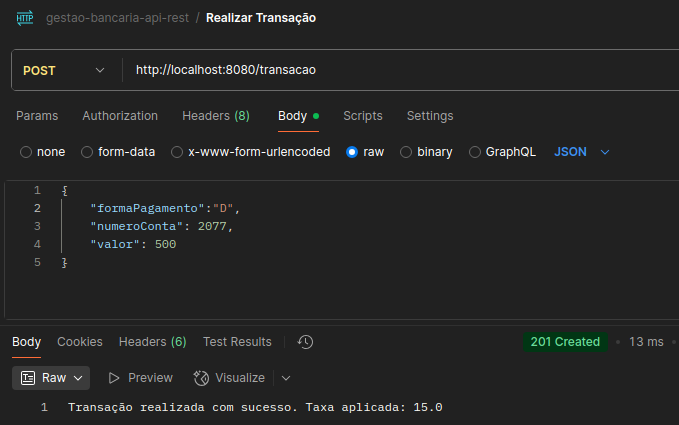 HTTP gestao-bancaria-api-rest / Realizar Transação
POST http://localhost:8080/transacao
Params Authorization Headers (8) Body Scripts Settings
none form-data x-www-form-urlencoded raw binary GraphQL JSON
1 {
2 "formaPagamento":"D",
3 "numeroConta": 2077,
4 "valor": 500
5 }
Body Cookies Headers (6) Test Results 201 Created • 13 ms •
Raw Preview Visualize
1 Transação realizada com sucesso. Taxa aplicada: 15.0